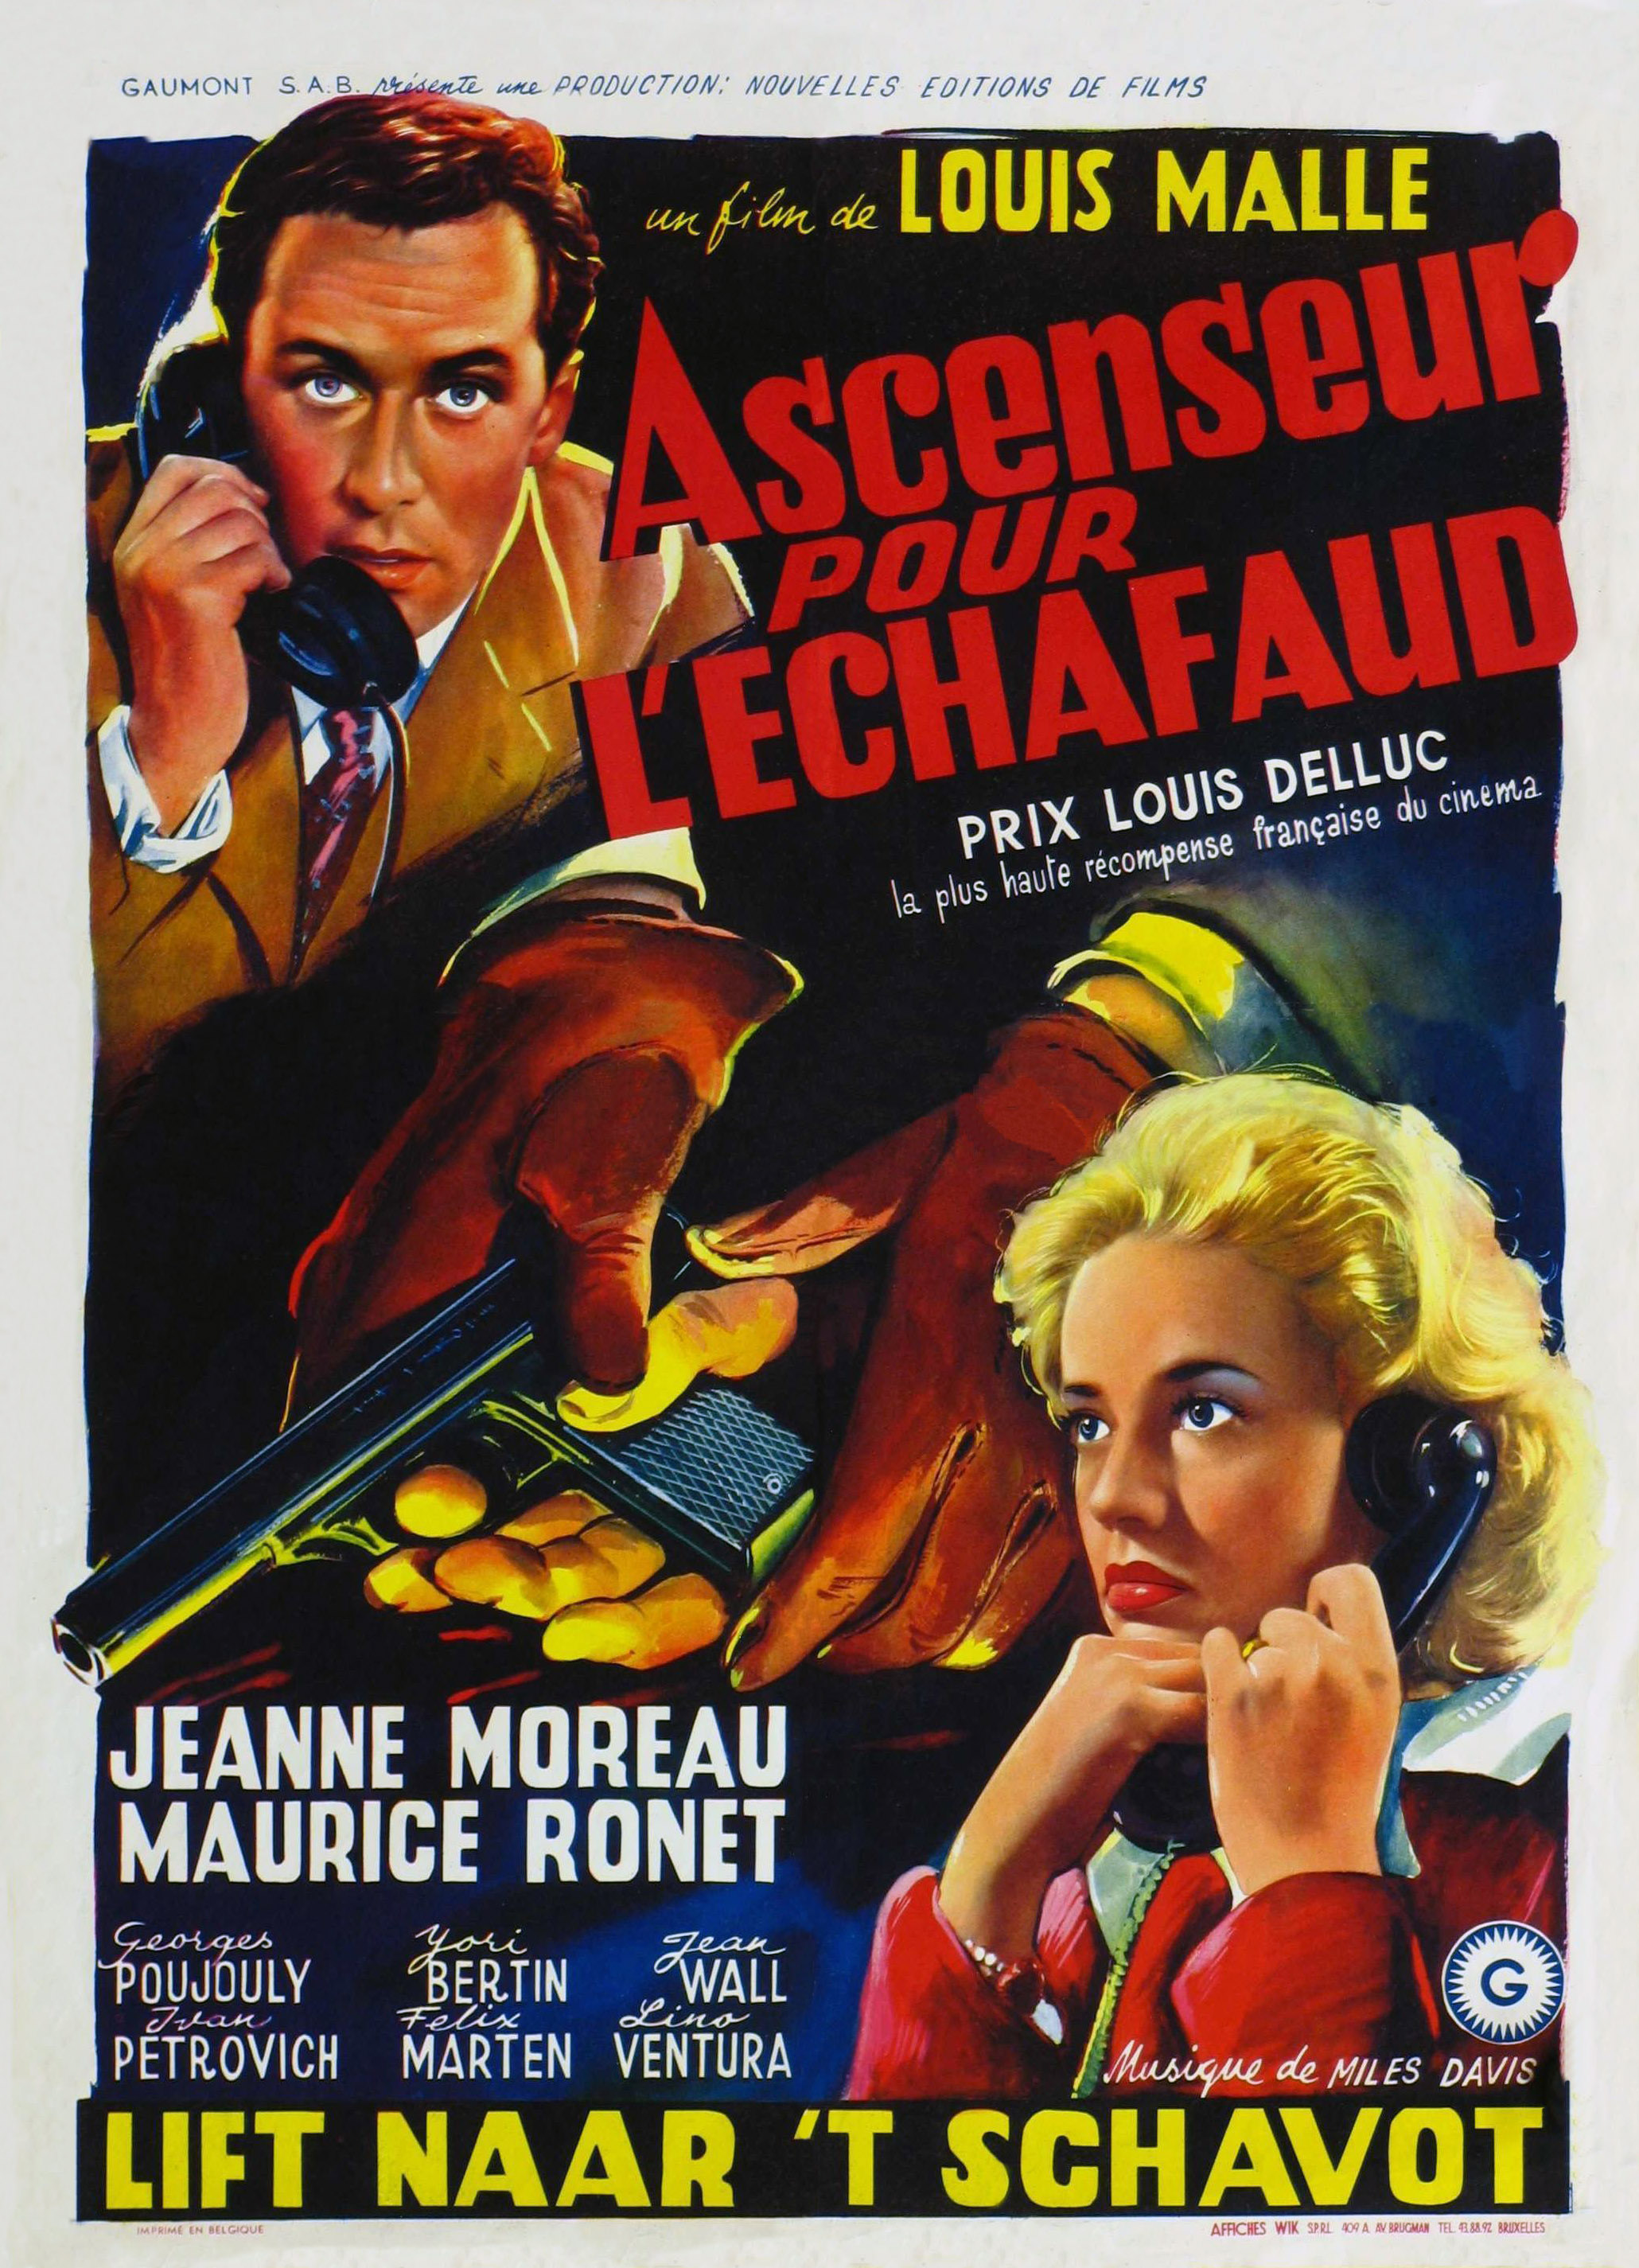 GAUMONT S.A.B. présente une PRODUCTION: NOUVELLES EDITIONS DE FILMS
un film de LOUIS MALLE
Ascenseur
POUR
L'ECHAFAUD
PRIX LOUIS DELLUC
la plus haute récompense française du cinema
JEANNE MOREAU
MAURICE RONET
Georges POUJOULY
Yori BERTIN
Jean WALL
Ivan PETROVICH
Felix MARTEN
Lino VENTURA
G
Musique de MILES DAVIS
LIFT NAAR 'T SCHAVOT
IMPRIMÉ EN BELGIQUE
AFFICHES WIK S.P.R.L. 409 A. AV. BRUGMAN TEL. 43.88.92 BRUXELLES